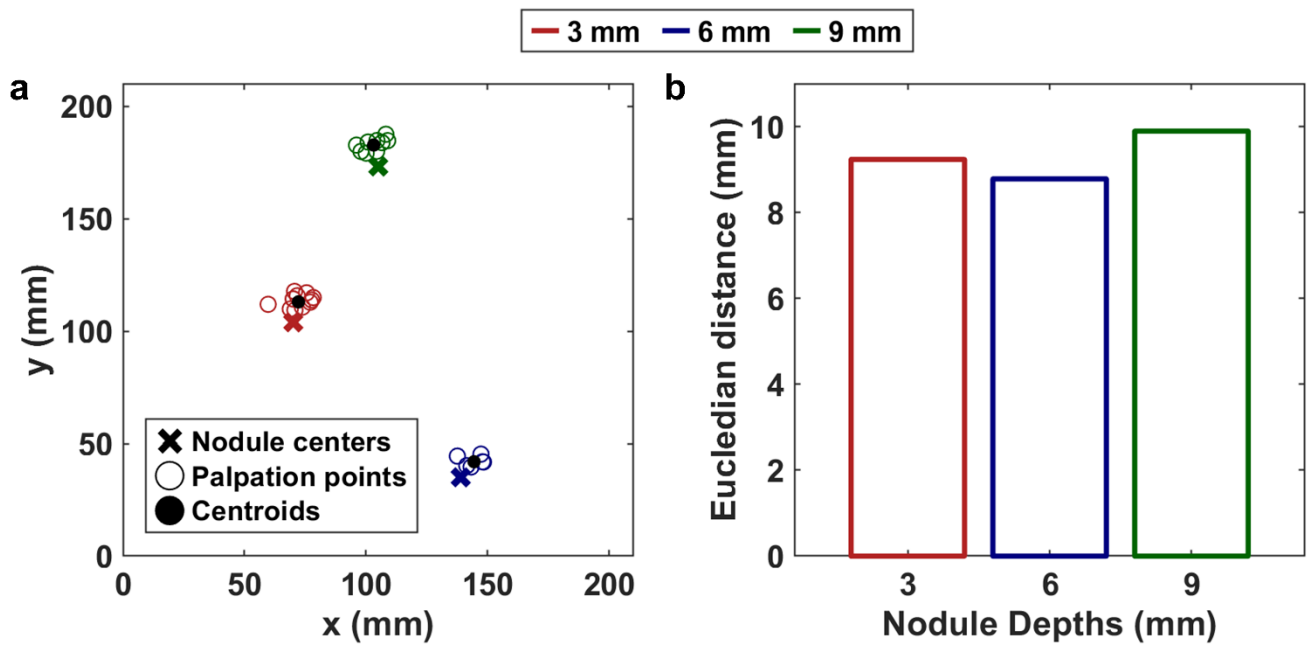 3 mm 6 mm 9 mm
a
200
150
100
50
0
0 50 100 150 200
y (mm)
x (mm)
Nodule centers
Palpation points
Centroids
b
10
8
6
4
2
0
3 6 9
Eucledian distance (mm)
Nodule Depths (mm)